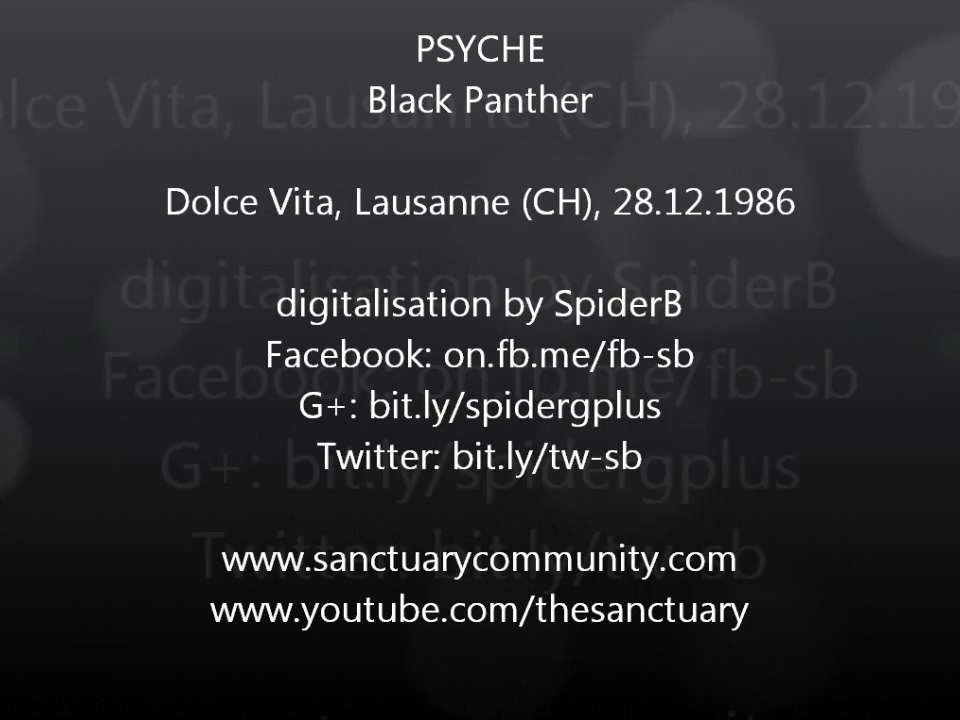 PSYCHE
Black Panther
Dolce Vita, Lausanne (CH), 28.12.1986
digitalisation by SpiderB
Facebook: on.fb.me/fb-sb
G+: bit.ly/spidergplus
Twitter: bit.ly/tw-sb
www.sanctuarycommunity.com
www.youtube.com/thesanctuary